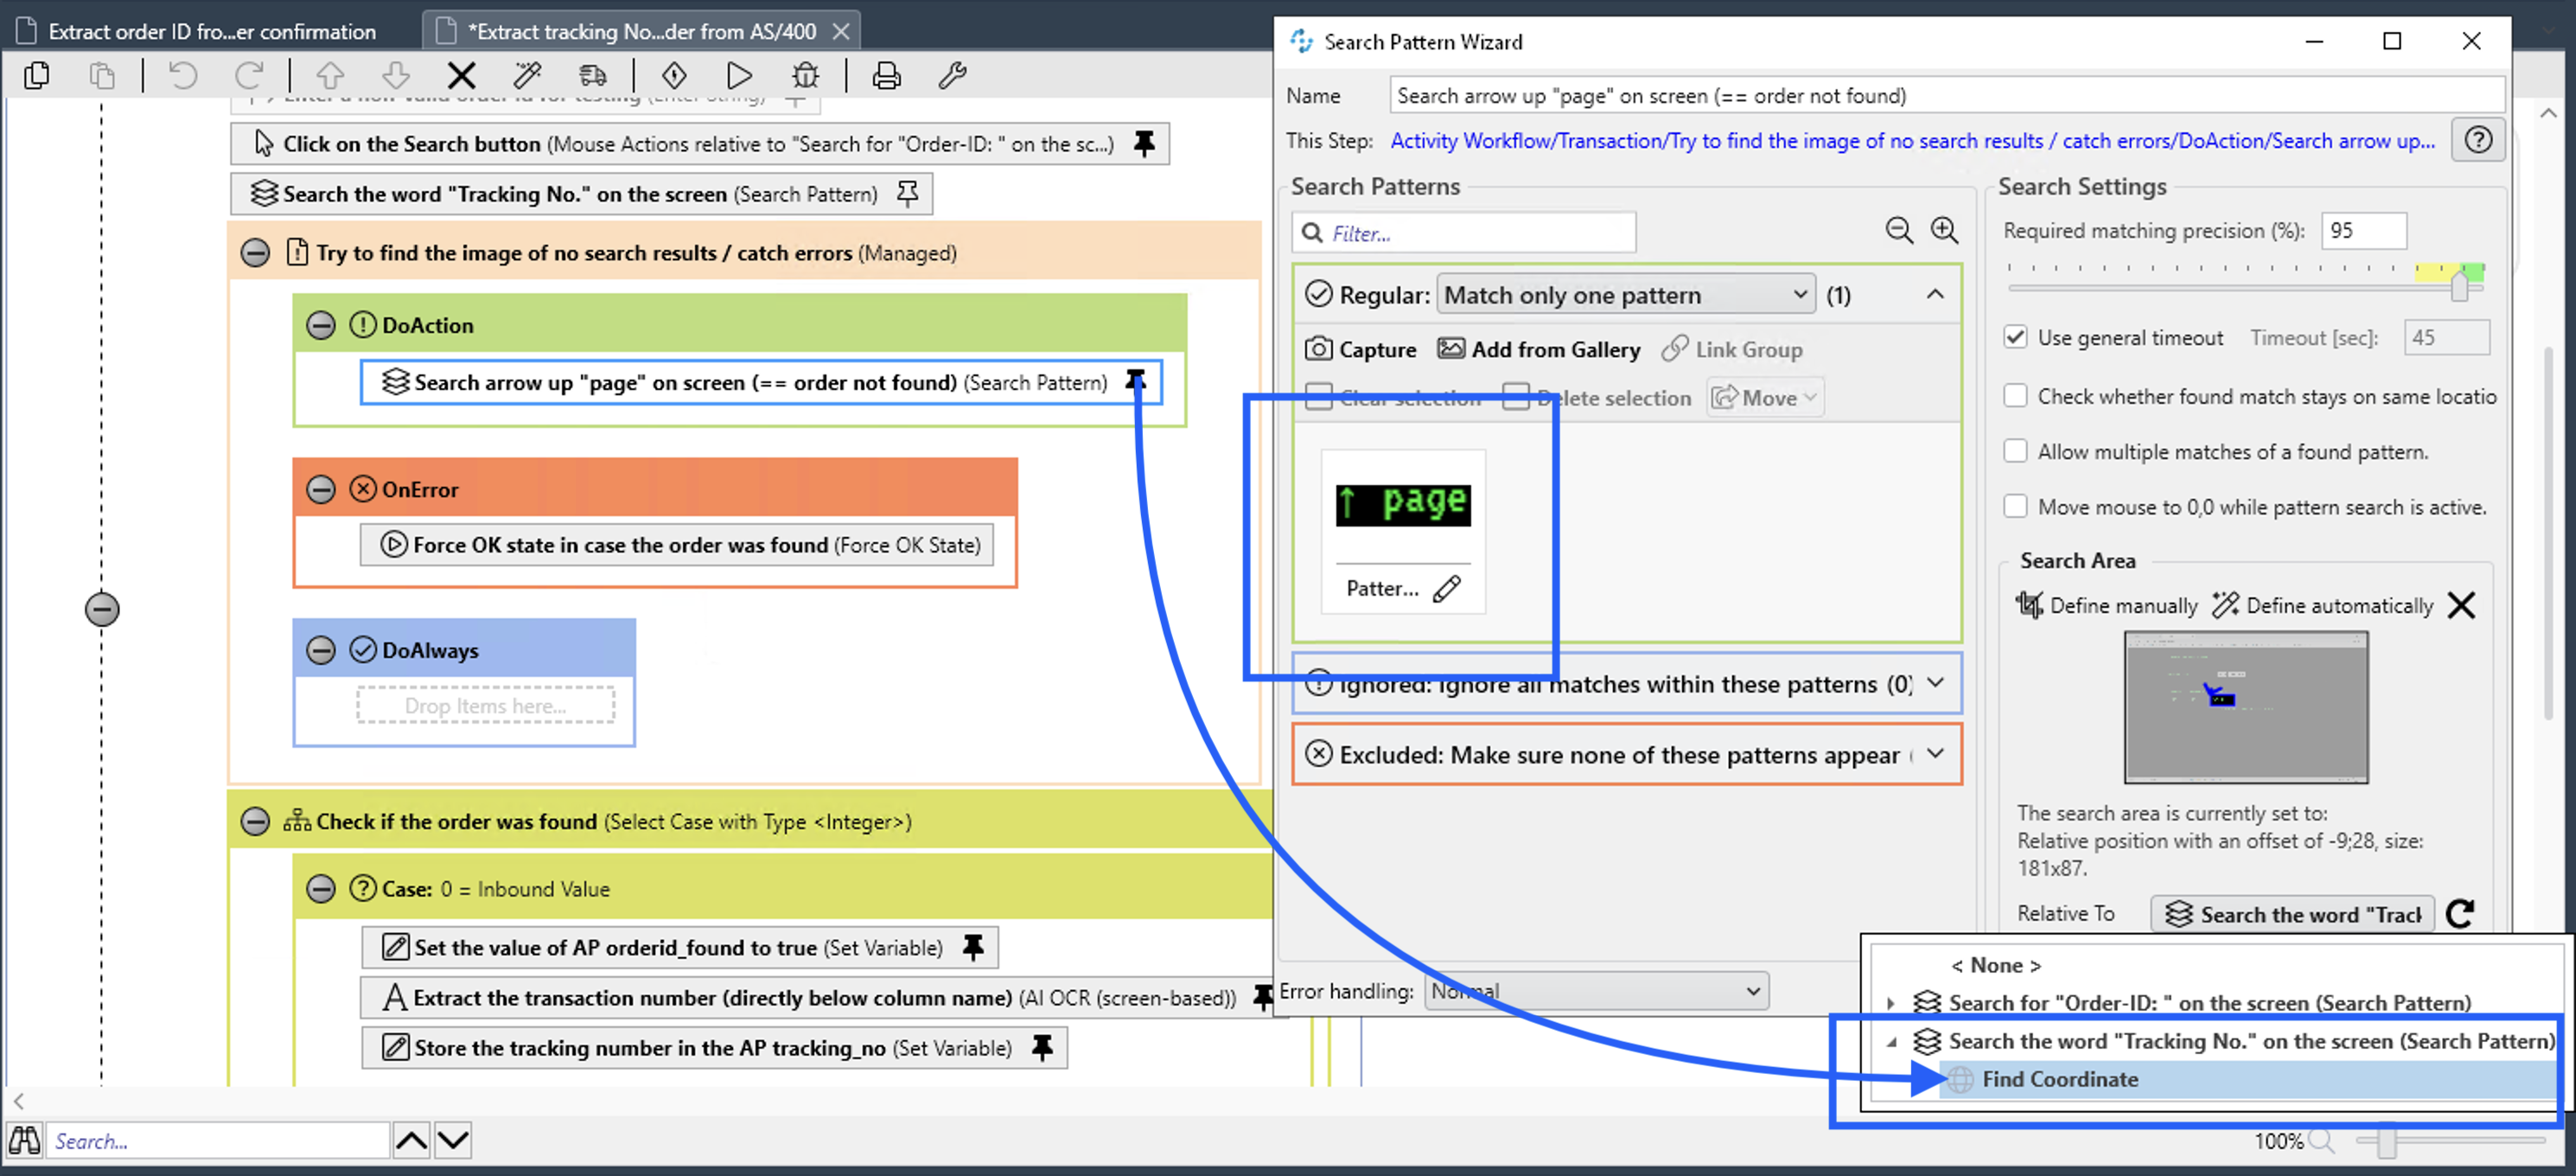 Extract order ID fro...er confirmation
*Extract tracking No...der from AS/400
Enter a non-valid order id for testing (Enter String)
Click on the Search button (Mouse Actions relative to "Search for "Order-ID: " on the sc...)
Search the word "Tracking No." on the screen (Search Pattern)
Try to find the image of no search results / catch errors (Managed)
DoAction
Search arrow up "page" on screen (== order not found) (Search Pattern)
OnError
Force OK state in case the order was found (Force OK State)
DoAlways
Drop Items here...
Check if the order was found (Select Case with Type <Integer>)
Case: 0 = Inbound Value
Set the value of AP orderid_found to true (Set Variable)
Extract the transaction number (directly below column name) (AI OCR (screen-based))
Store the tracking number in the AP tracking_no (Set Variable)
Search...
Search Pattern Wizard
Name Search arrow up "page" on screen (== order not found)
This Step: Activity Workflow/Transaction/Try to find the image of no search results / catch errors/DoAction/Search arrow up...
Search Patterns
Filter...
Regular: Match only one pattern (1)
Capture Add from Gallery Link Group
Clear selection Delete selection Move
↑ page
Patter...
Ignored: Ignore all matches within these patterns (0)
Excluded: Make sure none of these patterns appear (
Error handling: Normal
Search Settings
Required matching precision (%): 95
Use general timeout Timeout [sec]: 45
Check whether found match stays on same locatio
Allow multiple matches of a found pattern.
Move mouse to 0,0 while pattern search is active.
Search Area
Define manually Define automatically
The search area is currently set to:
Relative position with an offset of -9;28, size:
181x87.
Relative To Search the word "Track
< None >
Search for "Order-ID: " on the screen (Search Pattern)
Search the word "Tracking No." on the screen (Search Pattern)
Find Coordinate
100%